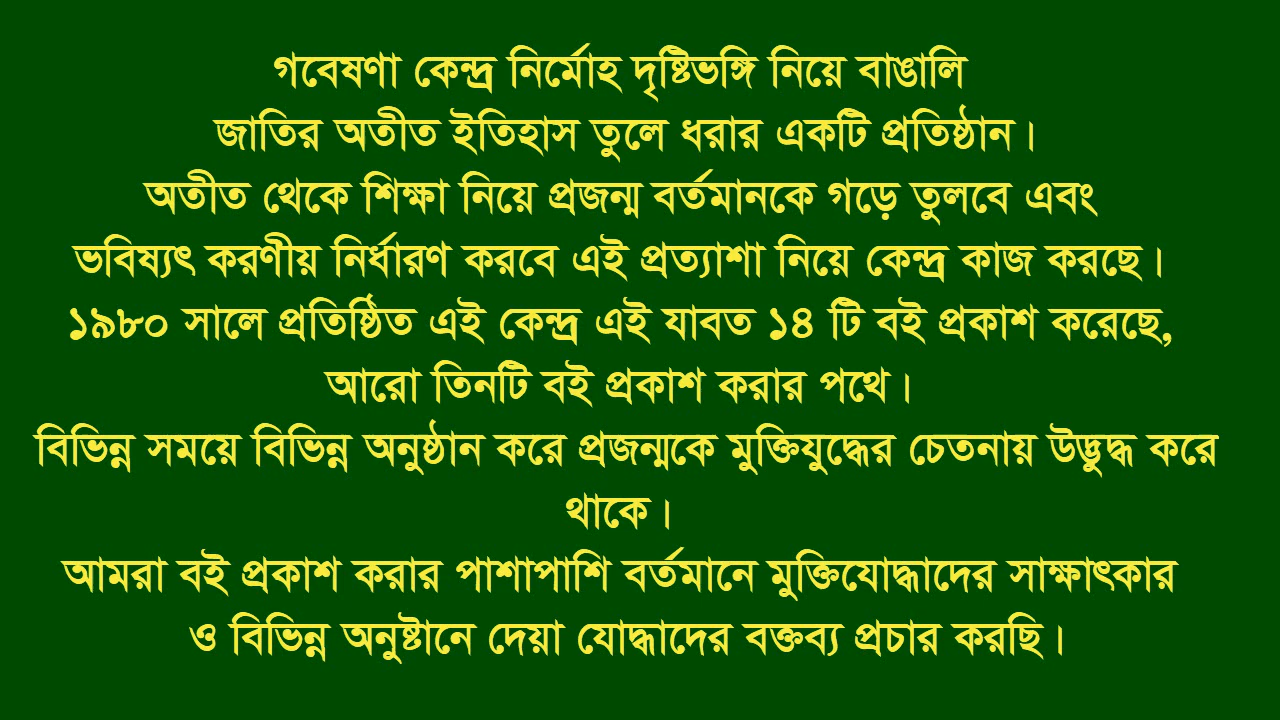 গবেষণা কেন্দ্র নির্মোহ দৃষ্টিভঙ্গি নিয়ে বাঙালি
জাতির অতীত ইতিহাস তুলে ধরার একটি প্রতিষ্ঠান।
অতীত থেকে শিক্ষা নিয়ে প্রজন্ম বর্তমানকে গড়ে তুলবে এবং
ভবিষ্যৎ করণীয় নির্ধারণ করবে এই প্রত্যাশা নিয়ে কেন্দ্র কাজ করছে।
১৯৮০ সালে প্রতিষ্ঠিত এই কেন্দ্র এই যাবত ১৪ টি বই প্রকাশ করেছে,
আরো তিনটি বই প্রকাশ করার পথে।
বিভিন্ন সময়ে বিভিন্ন অনুষ্ঠান করে প্রজন্মকে মুক্তিযুদ্ধের চেতনায় উদ্ভুদ্ধ করে
থাকে।
আমরা বই প্রকাশ করার পাশাপাশি বর্তমানে মুক্তিযোদ্ধাদের সাক্ষাৎকার
ও বিভিন্ন অনুষ্টানে দেয়া যোদ্ধাদের বক্তব্য প্রচার করছি।